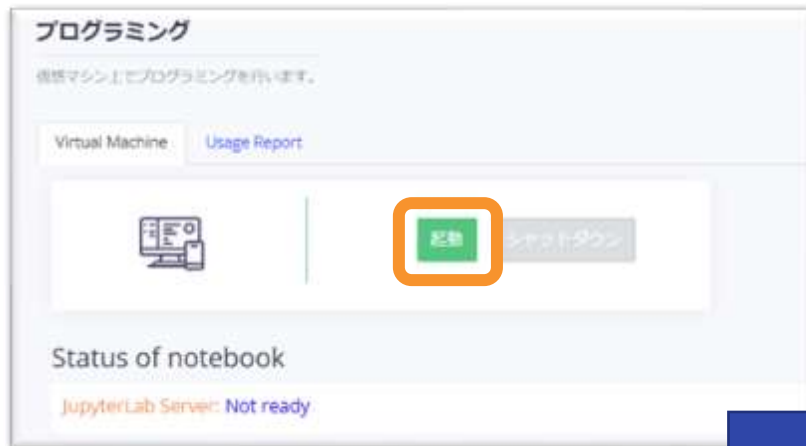 プログラミング
仮想マシン上でプログラミングを行います。
Virtual Machine
Usage Report
起動
シャットダウン
Status of notebook
JupyterLab Server: Not ready